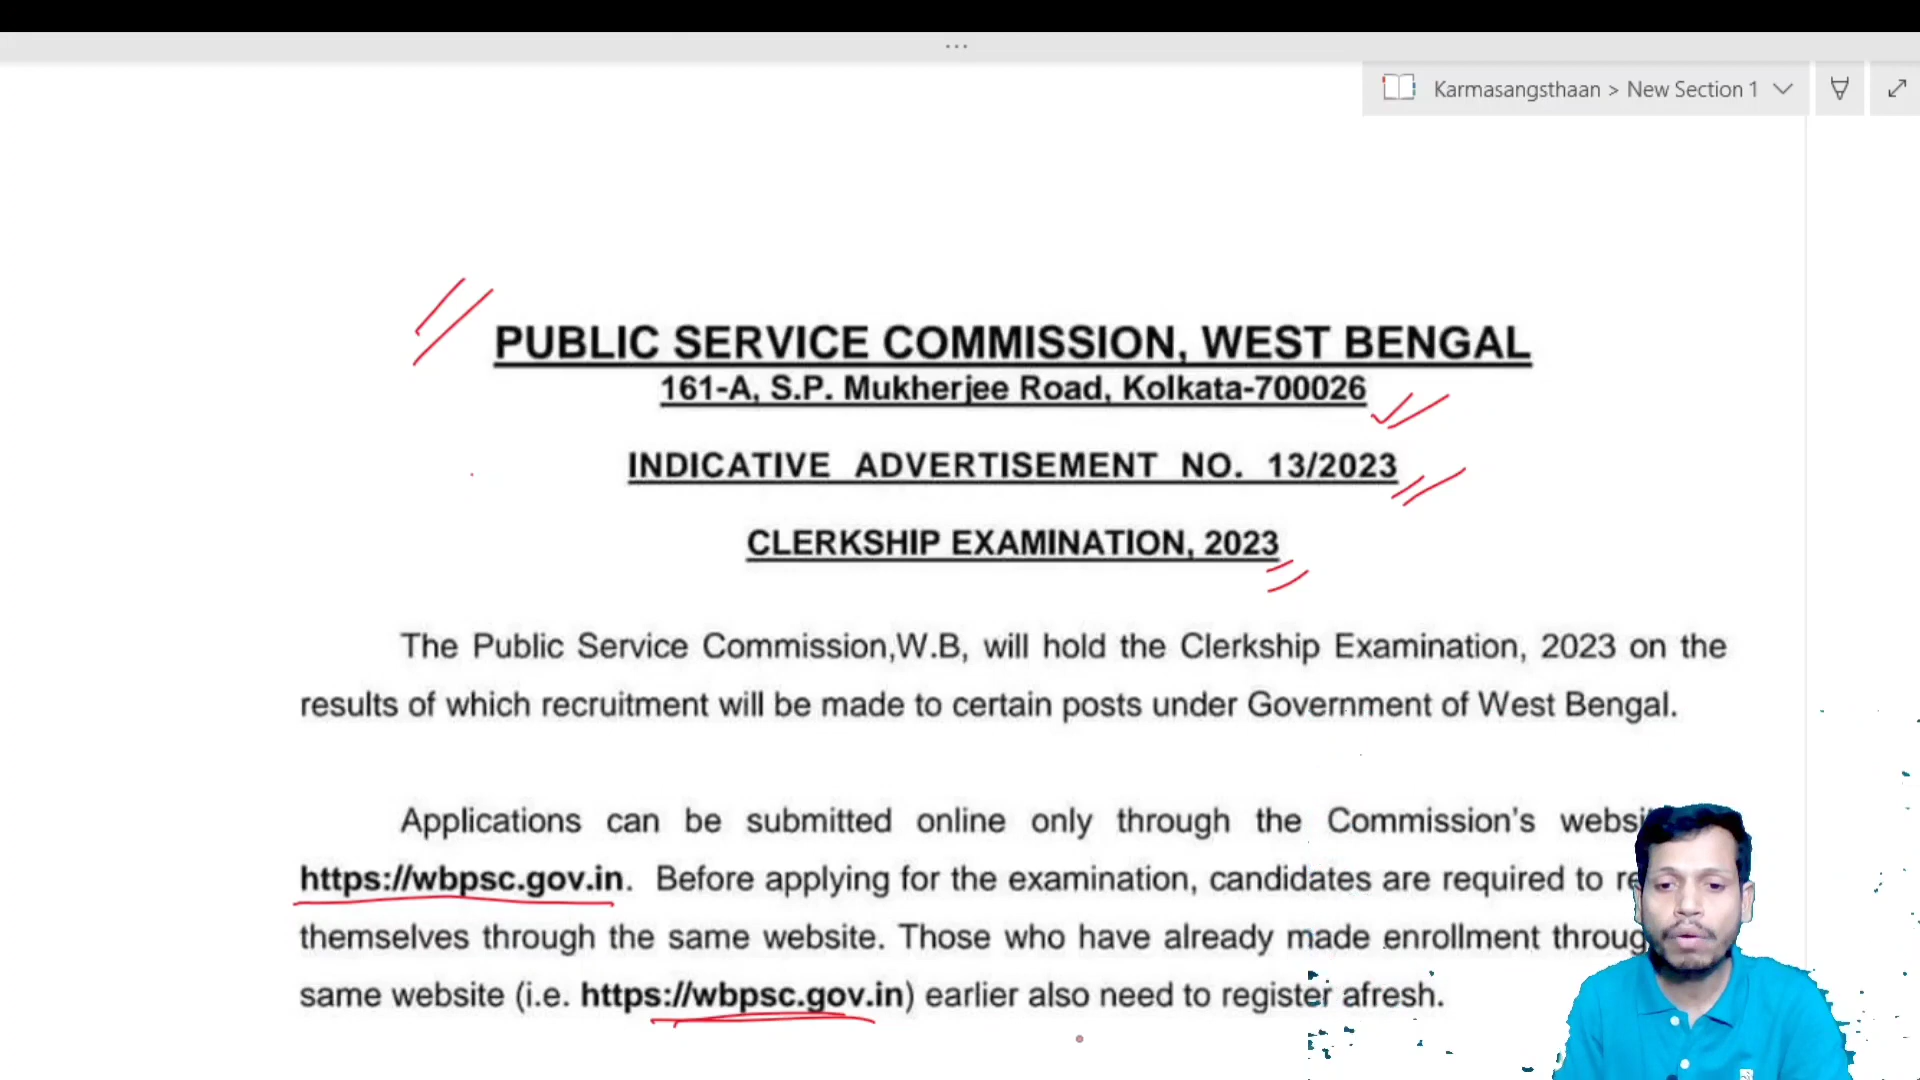 ...
Karmasangsthaan > New Section 1
PUBLIC SERVICE COMMISSION, WEST BENGAL
161-A, S.P. Mukherjee Road, Kolkata-700026
INDICATIVE ADVERTISEMENT NO. 13/2023
CLERKSHIP EXAMINATION, 2023
The Public Service Commission,W.B, will hold the Clerkship Examination, 2023 on the
results of which recruitment will be made to certain posts under Government of West Bengal.
Applications can be submitted online only through the Commission's
https://wbpsc.gov.in. Before applying for the examination, candidates are required to
themselves through the same website. Those who have already made enrollment
same website (i.e. https://wbpsc.gov.in) earlier also need to register afresh.